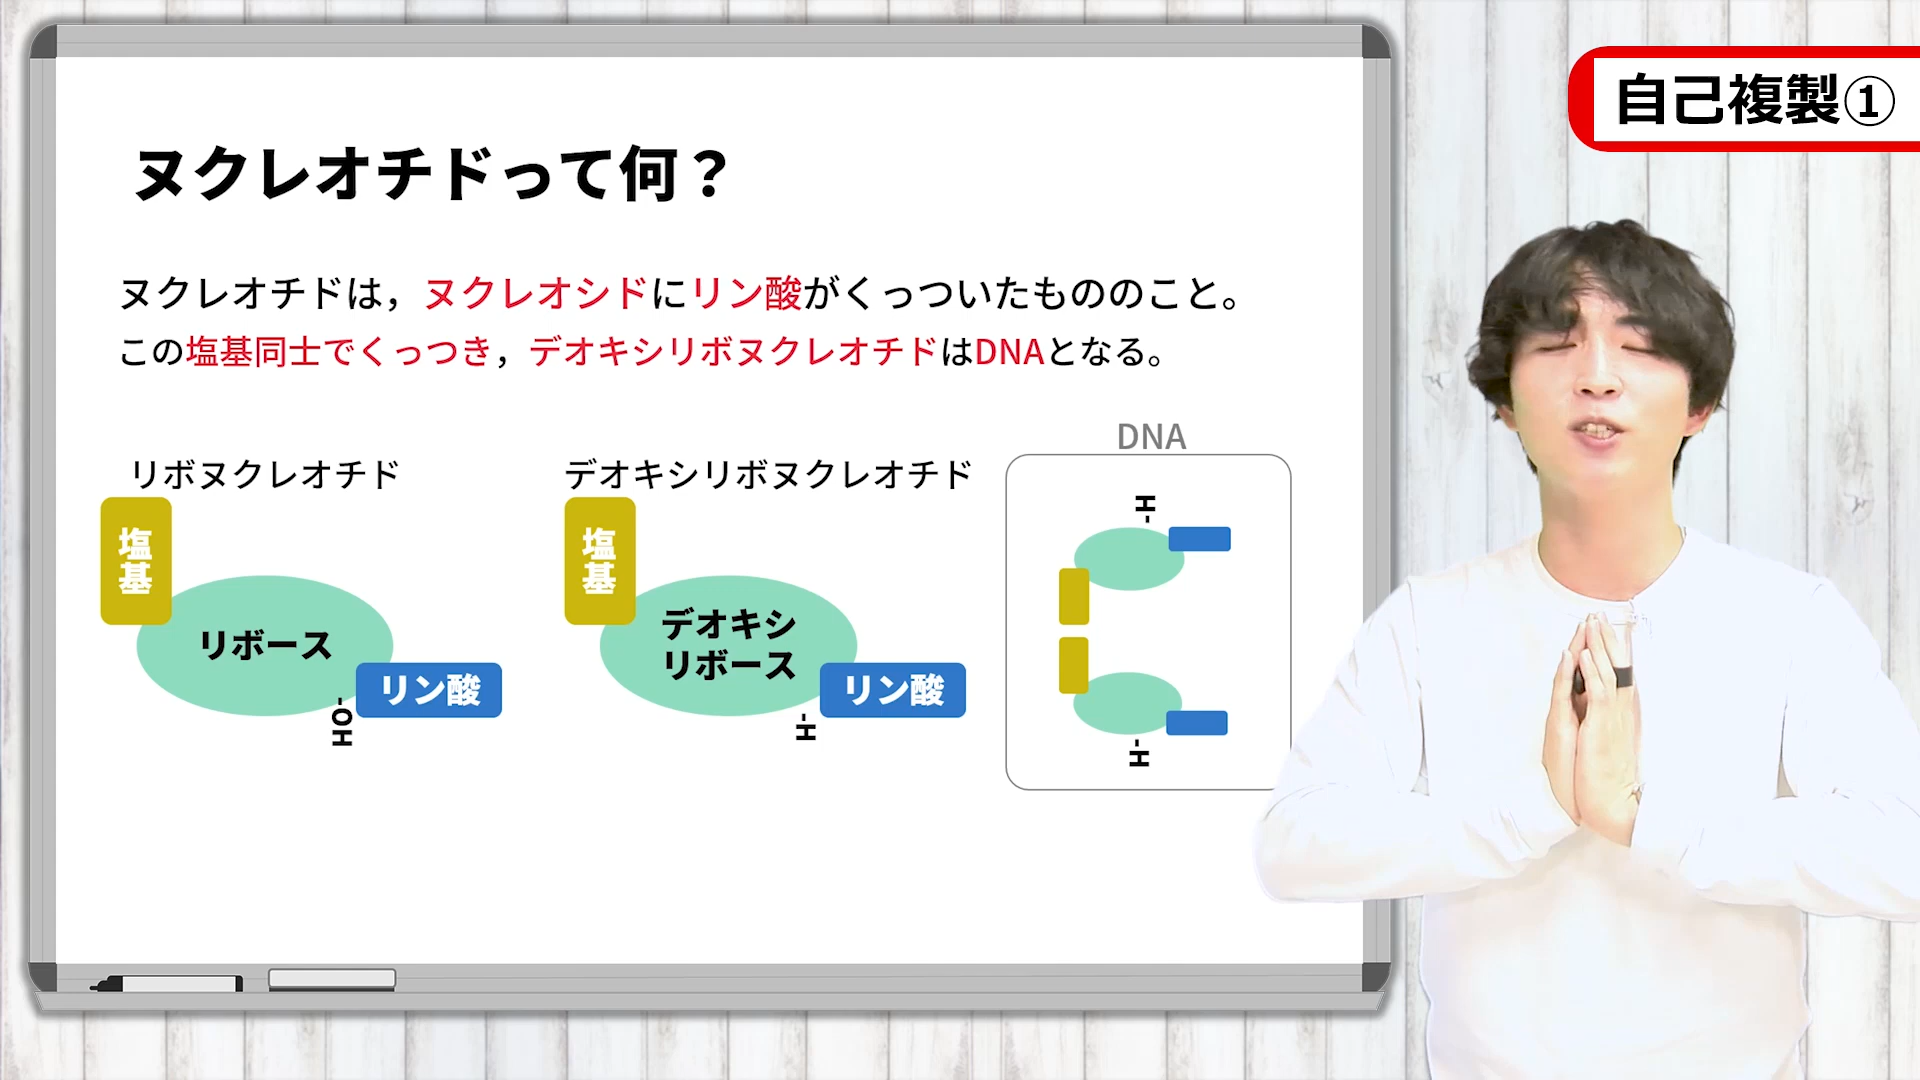 自己複製①
ヌクレオチドって何？
ヌクレオチドは，ヌクレオシドにリン酸がくっついたもののこと。
この塩基同士でくっつき，デオキシリボヌクレオチドはDNAとなる。
リボヌクレオチド
塩基
リボース
リン酸
HO-
デオキシリボヌクレオチド
塩基
デオキシ
リボース
リン酸
H-
DNA
H-
H-